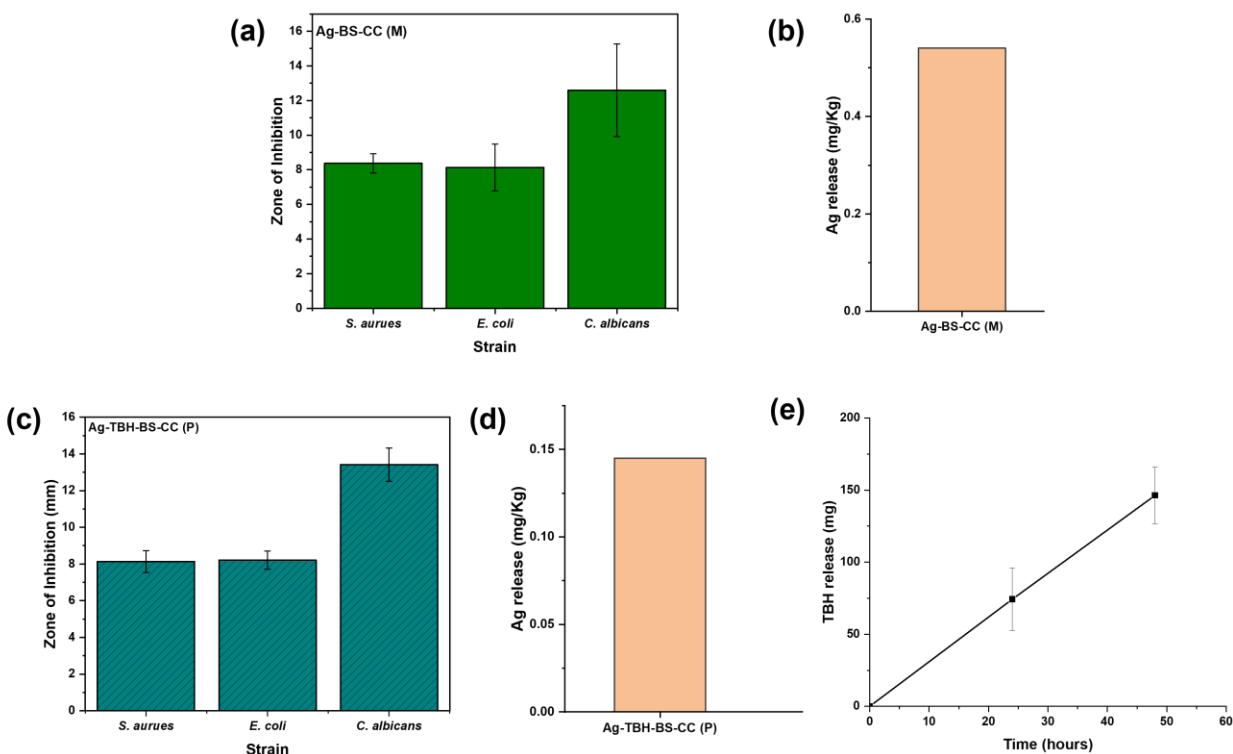 (a)
Ag-BS-CC (M)
Zone of Inhibition
16
14
12
10
8
6
4
2
0
S. aurues
E. coli
C. albicans
Strain
(b)
Ag release (mg/Kg)
0.6
0.4
0.2
0.0
Ag-BS-CC (M)
(c)
Ag-TBH-BS-CC (P)
Zone of Inhibition (mm)
16
14
12
10
8
6
4
2
0
S. aurues
E. coli
C. albicans
Strain
(d)
Ag release (mg/Kg)
0.15
0.10
0.05
0.00
Ag-TBH-BS-CC (P)
(e)
TBH release (mg)
200
150
100
50
0
0 10 20 30 40 50 60
Time (hours)